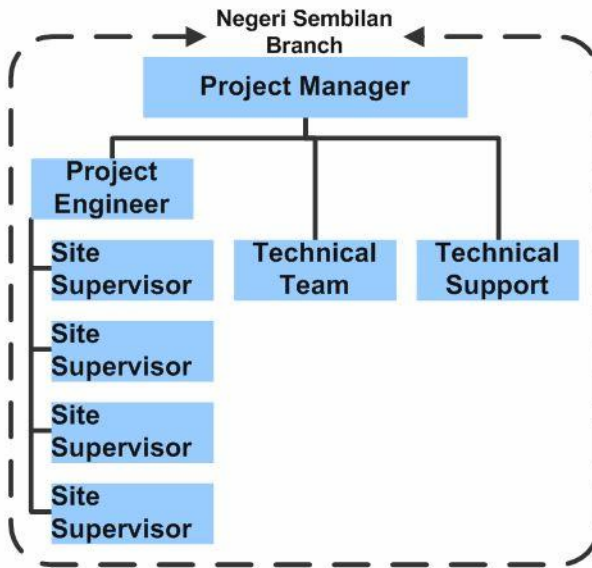 Negeri Sembilan
Branch
Project Manager
Project
Engineer
Site
Supervisor
Technical
Team
Technical
Support
Site
Supervisor
Site
Supervisor
Site
Supervisor